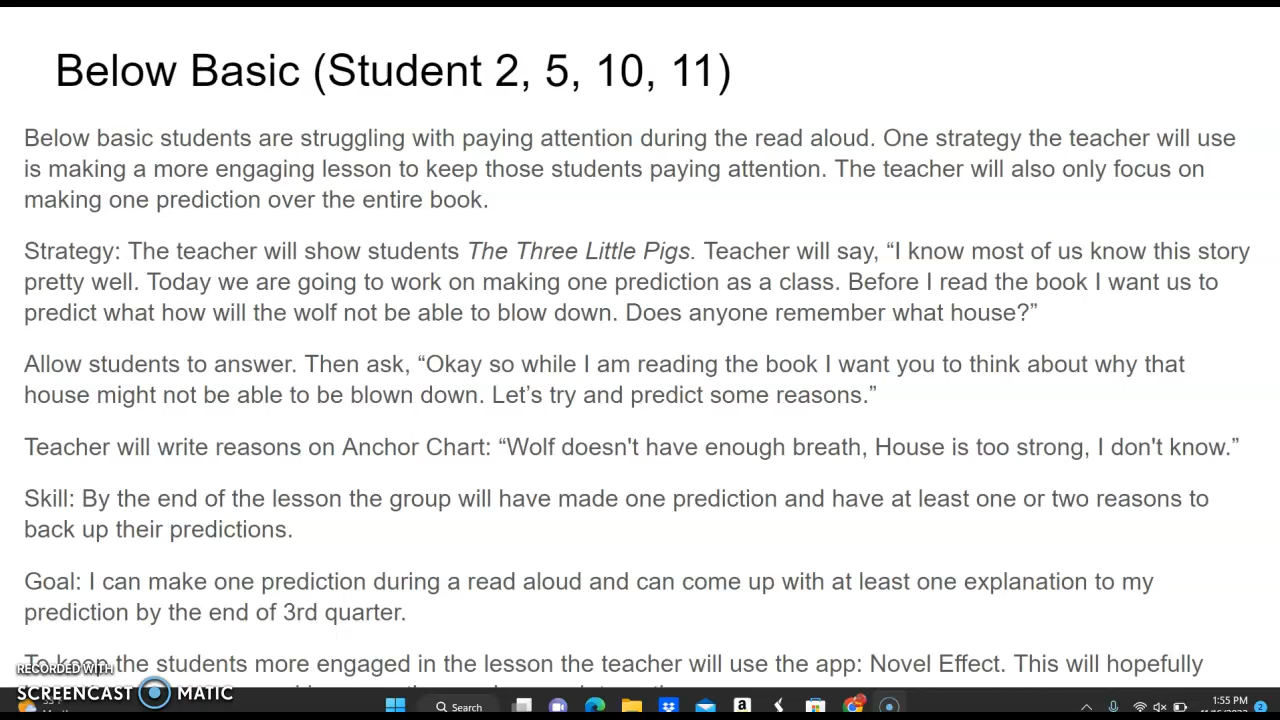 Below Basic (Student 2, 5, 10, 11)
Below basic students are struggling with paying attention during the read aloud. One strategy the teacher will use
is making a more engaging lesson to keep those students paying attention. The teacher will also only focus on
making one prediction over the entire book.
Strategy: The teacher will show students The Three Little Pigs. Teacher will say, “I know most of us know this story
pretty well. Today we are going to work on making one prediction as a class. Before I read the book I want us to
predict what how will the wolf not be able to blow down. Does anyone remember what house?”
Allow students to answer. Then ask, “Okay so while I am reading the book I want you to think about why that
house might not be able to be blown down. Let’s try and predict some reasons.”
Teacher will write reasons on Anchor Chart: “Wolf doesn't have enough breath, House is too strong, I don't know.”
Skill: By the end of the lesson the group will have made one prediction and have at least one or two reasons to
back up their predictions.
Goal: I can make one prediction during a read aloud and can come up with at least one explanation to my
prediction by the end of 3rd quarter.
To keep the students more engaged in the lesson the teacher will use the app: Novel Effect. This will hopefully
RECORDED WITH
SCREENCAST MATIC
Search
1:55 PM